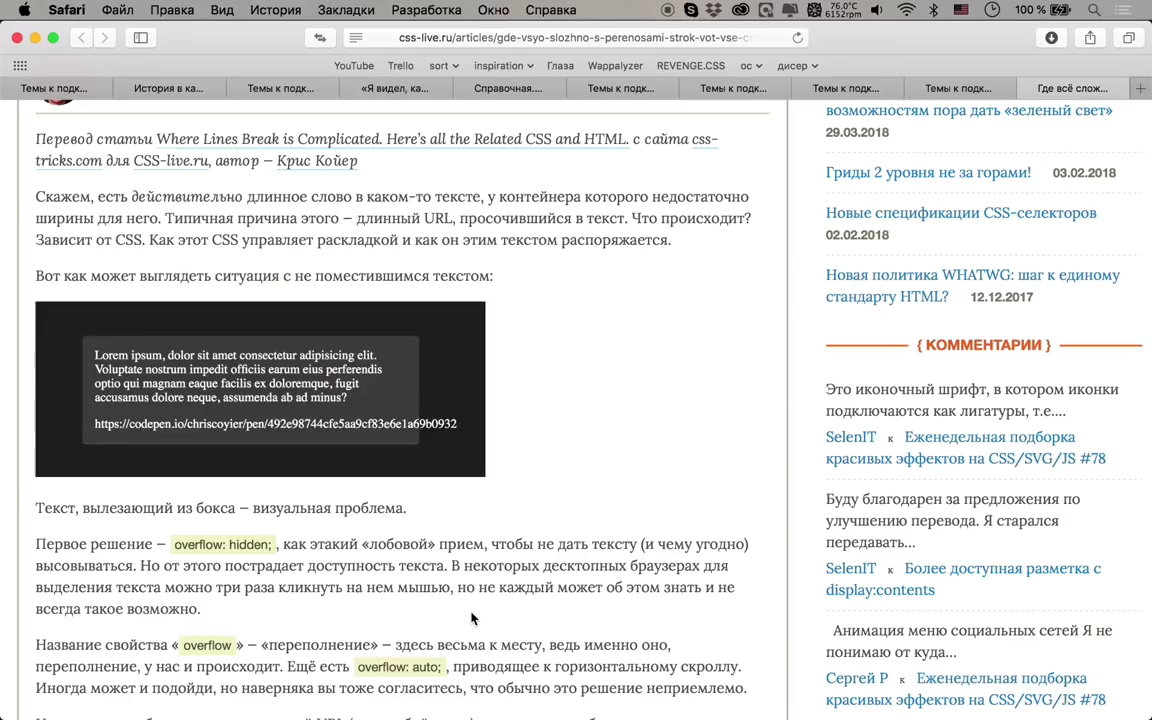 Safari Файл Правка Вид История Закладки Разработка Окно Справка 76.0°C 6152rpm 100 %
css-live.ru/articles/gde-vsyo-slozhno-s-perenosami-strok-vot-vse-c
YouTube Trello sort inspiration Глаза Wappalyzer REVENGE.CSS ос дисер
Темы к подк... История в ка... Темы к подк... «Я видел, ка... Справочная.... Темы к подк... Темы к подк... Темы к подк... Темы к подк... Где всё слож...
Перевод статьи Where Lines Break is Complicated. Here's all the Related CSS and HTML. с сайта css-
tricks.com для CSS-live.ru, автор — Крис Койер
Скажем, есть действительно длинное слово в каком-то тексте, у контейнера которого недостаточно
ширины для него. Типичная причина этого — длинный URL, просочившийся в текст. Что происходит?
Зависит от CSS. Как этот CSS управляет раскладкой и как он этим текстом распоряжается.
Вот как может выглядеть ситуация с не поместившимся текстом:
Lorem ipsum, dolor sit amet consectetur adipisicing elit.
Voluptate nostrum impedit officiis earum eius perferendis
optio qui magnam eaque facilis ex doloremque, fugit
accusamus dolore neque, assumenda ab ad minus?
https://codepen.io/chriscoyier/pen/492e98744cfe5aa9cf83e6e1a69b0932
Текст, вылезающий из бокса — визуальная проблема.
Первое решение — overflow: hidden; , как этакий «лобовой» прием, чтобы не дать тексту (и чему угодно)
высовываться. Но от этого пострадает доступность текста. В некоторых десктопных браузерах для
выделения текста можно три раза кликнуть на нем мышью, но не каждый может об этом знать и не
всегда такое возможно.
Название свойства « overflow » — «переполнение» — здесь весьма к месту, ведь именно оно,
переполнение, у нас и происходит. Ещё есть overflow: auto; , приводящее к горизонтальному скроллу.
Иногда может и подойди, но наверняка вы тоже согласитесь, что обычно это решение неприемлемо.
возможностям пора дать «зеленый свет»
29.03.2018
Гриды 2 уровня не за горами! 03.02.2018
Новые спецификации CSS-селекторов
02.02.2018
Новая политика WHATWG: шаг к единому
стандарту HTML? 12.12.2017
{ КОММЕНТАРИИ }
Это иконочный шрифт, в котором иконки
подключаются как лигатуры, т.е....
SelenIT к Еженедельная подборка
красивых эффектов на CSS/SVG/JS #78
Буду благодарен за предложения по
улучшению перевода. Я старался
передавать...
SelenIT к Более доступная разметка с
display:contents
Анимация меню социальных сетей Я не
понимаю от куда...
Сергей Р к Еженедельная подборка
красивых эффектов на CSS/SVG/JS #78